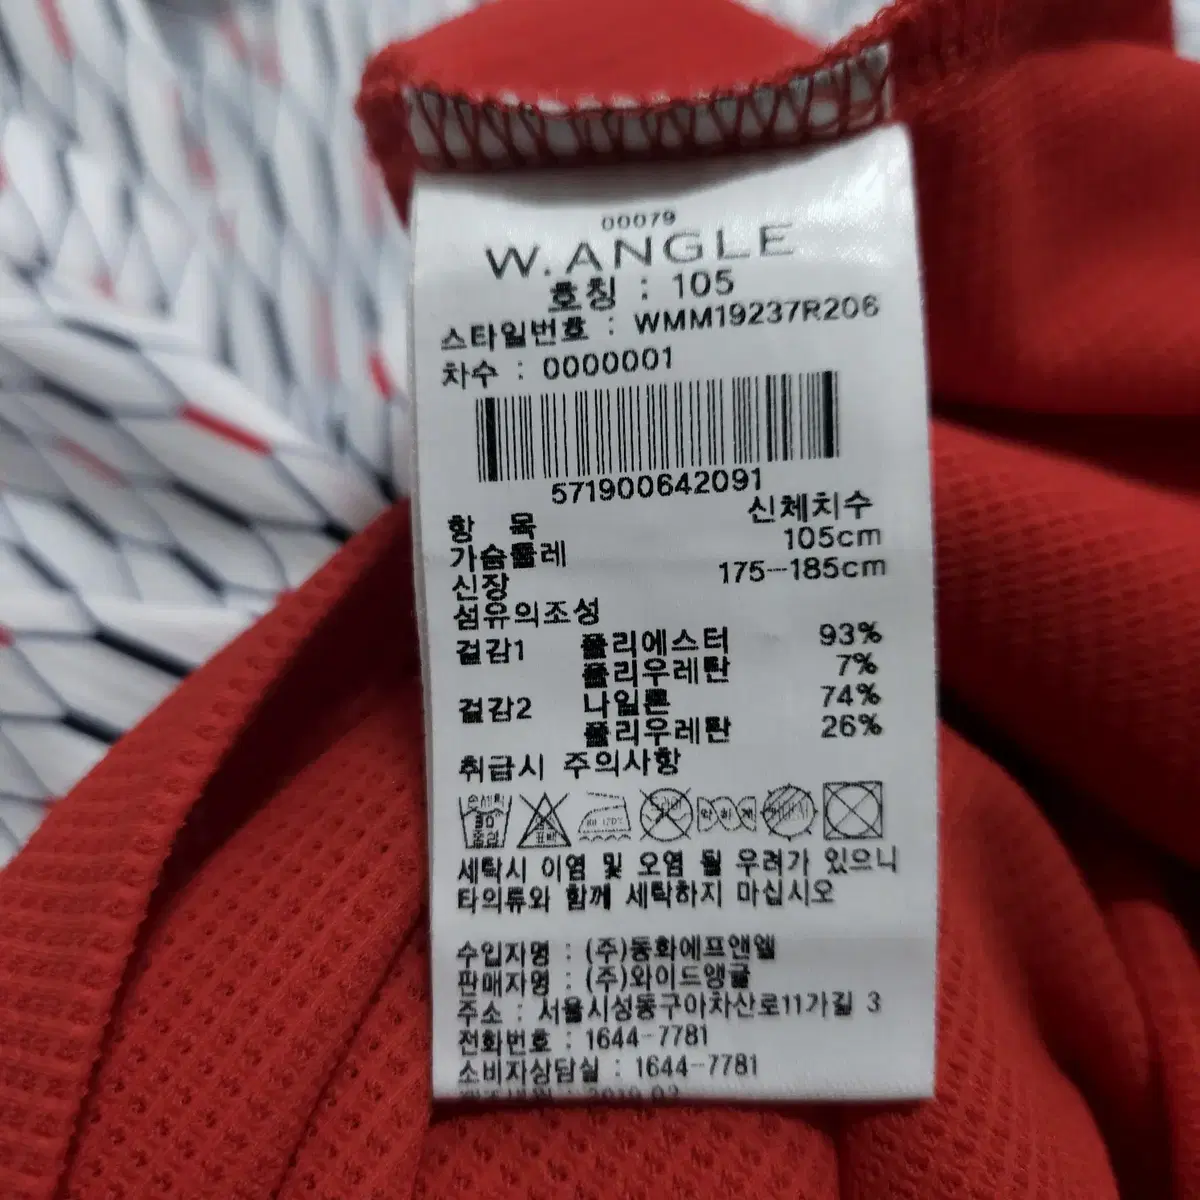 00079
W.ANGLE
호칭 : 105
스타일번호 : WMM19237R206
차수 : 0000001
571900642091
항 목 신체치수
가슴둘레 105cm
신장 175-185cm
섬유의조성
겉감1 폴리에스터 93%
폴리우레탄 7%
겉감2 나일론 74%
폴리우레탄 26%
취급시 주의사항
손세탁
중성
표백
세탁시 이염 및 오염 될 우려가 있으니
타의류와 함께 세탁하지 마십시오
수입자명 : (주)동화에프앤엘
판매자명 : (주)와이드앵글
주소 : 서울시성동구아차산로11가길 3
전화번호 : 1644-7781
소비자상담실 : 1644-7781